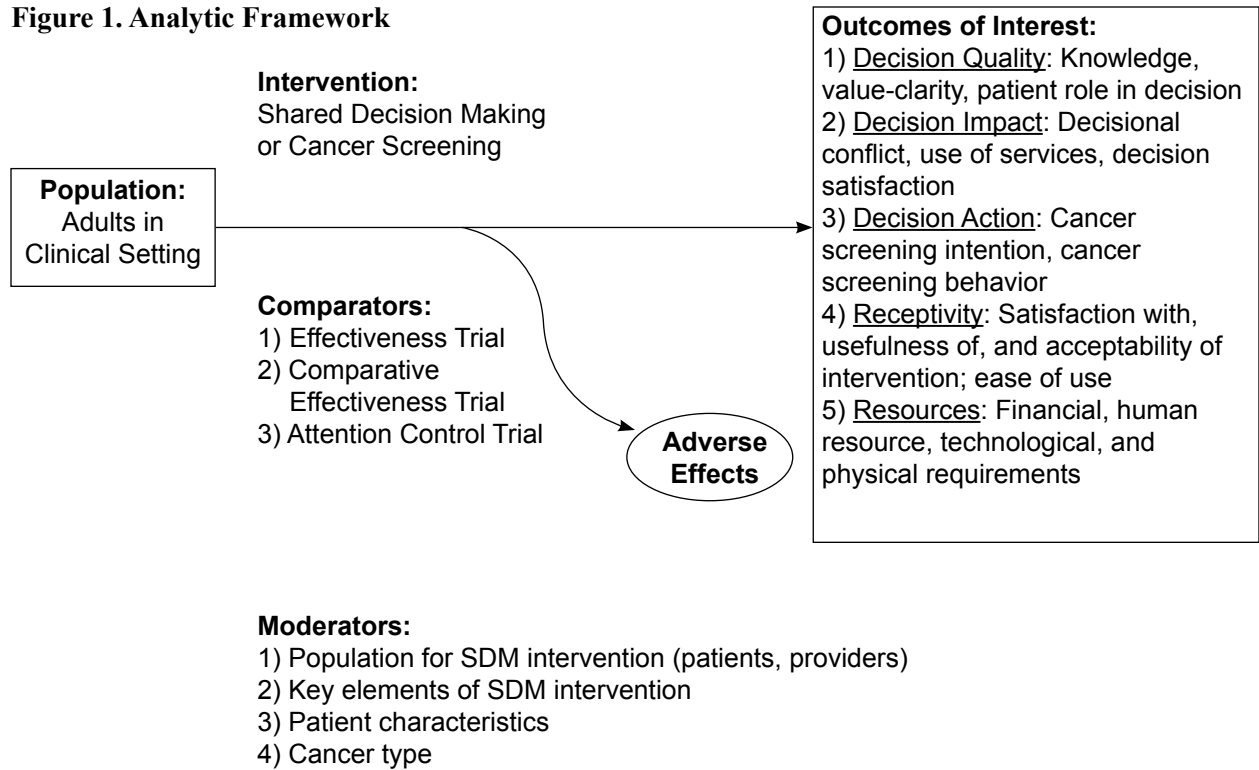 Figure 1. Analytic Framework
Intervention:
Shared Decision Making
or Cancer Screening
Population:
Adults in
Clinical Setting
Comparators:
1) Effectiveness Trial
2) Comparative
Effectiveness Trial
3) Attention Control Trial
Adverse
Effects
Outcomes of Interest:
1) Decision Quality: Knowledge,
value-clarity, patient role in decision
2) Decision Impact: Decisional
conflict, use of services, decision
satisfaction
3) Decision Action: Cancer
screening intention, cancer
screening behavior
4) Receptivity: Satisfaction with,
usefulness of, and acceptability of
intervention; ease of use
5) Resources: Financial, human
resource, technological, and
physical requirements
Moderators:
1) Population for SDM intervention (patients, providers)
2) Key elements of SDM intervention
3) Patient characteristics
4) Cancer type